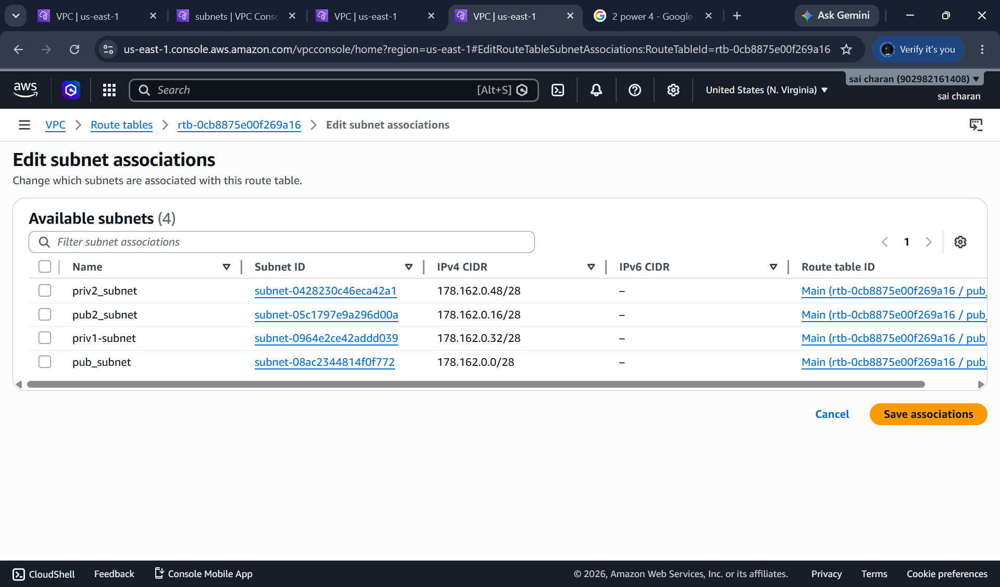 VPC | us-east-1
subnets | VPC Consc
VPC | us-east-1
VPC | us-east-1
2 power 4 - Google
Ask Gemini
us-east-1.console.aws.amazon.com/vpcconsole/home?region=us-east-1#EditRouteTableSubnetAssociations:RouteTableId=rtb-0cb8875e00f269a16
Verify it's you
aws
Search
[Alt+S]
United States (N. Virginia)
sai charan (902982161408)
sai charan
VPC
Route tables
rtb-0cb8875e00f269a16
Edit subnet associations
Edit subnet associations
Change which subnets are associated with this route table.
Available subnets (4)
Filter subnet associations
1
Name Subnet ID IPv4 CIDR IPv6 CIDR Route table ID
priv2_subnet subnet-0428230c46eca42a1 178.162.0.48/28 – Main (rtb-0cb8875e00f269a16 / pub_
pub2_subnet subnet-05c1797e9a296d00a 178.162.0.16/28 – Main (rtb-0cb8875e00f269a16 / pub_
priv1-subnet subnet-0964e2ce42addd039 178.162.0.32/28 – Main (rtb-0cb8875e00f269a16 / pub_
pub_subnet subnet-08ac2344814f0f772 178.162.0.0/28 – Main (rtb-0cb8875e00f269a16 / pub_
Cancel
Save associations
CloudShell
Feedback
Console Mobile App
© 2026, Amazon Web Services, Inc. or its affiliates.
Privacy
Terms
Cookie preferences